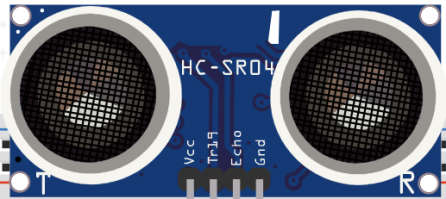 HC-SR04
Vcc
Trig
Echo
Gnd
T
R